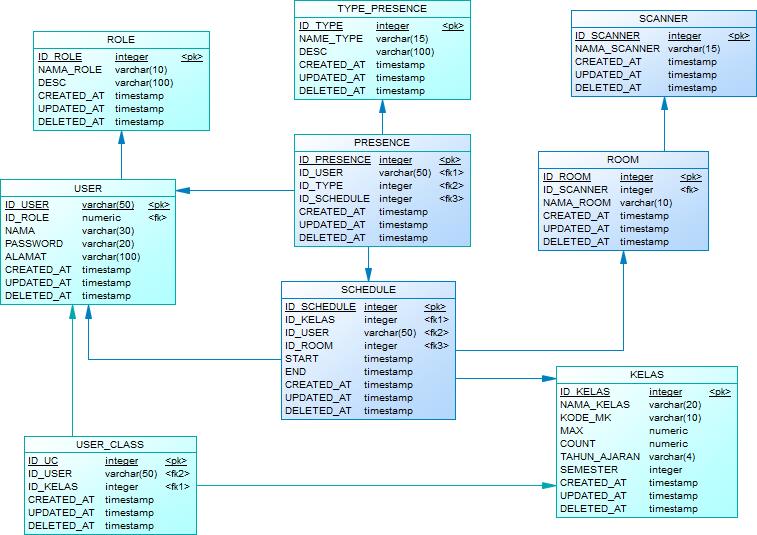 TYPE_PRESENCE
ID_TYPE integer <pk>
NAME_TYPE varchar(15)
DESC varchar(100)
CREATED_AT timestamp
UPDATED_AT timestamp
DELETED_AT timestamp
SCANNER
ID_SCANNER integer <pk>
NAMA_SCANNER varchar(15)
CREATED_AT timestamp
UPDATED_AT timestamp
DELETED_AT timestamp
ROLE
ID_ROLE integer <pk>
NAMA_ROLE varchar(10)
DESC varchar(100)
CREATED_AT timestamp
UPDATED_AT timestamp
DELETED_AT timestamp
PRESENCE
ID_PRESENCE integer <pk>
ID_USER varchar(50) <fk1>
ID_TYPE integer <fk2>
ID_SCHEDULE integer <fk3>
CREATED_AT timestamp
UPDATED_AT timestamp
DELETED_AT timestamp
ROOM
ID_ROOM integer <pk>
ID_SCANNER integer <fk>
NAMA_ROOM varchar(10)
CREATED_AT timestamp
UPDATED_AT timestamp
DELETED_AT timestamp
USER
ID_USER varchar(50) <pk>
ID_ROLE numeric <fk>
NAMA varchar(30)
PASSWORD varchar(20)
ALAMAT varchar(100)
CREATED_AT timestamp
UPDATED_AT timestamp
DELETED_AT timestamp
SCHEDULE
ID_SCHEDULE integer <pk>
ID_KELAS integer <fk1>
ID_USER varchar(50) <fk2>
ID_ROOM integer <fk3>
START timestamp
END timestamp
CREATED_AT timestamp
UPDATED_AT timestamp
DELETED_AT timestamp
KELAS
ID_KELAS integer <pk>
NAMA_KELAS varchar(20)
KODE_MK varchar(10)
MAX numeric
COUNT numeric
TAHUN_AJARAN varchar(4)
SEMESTER integer
CREATED_AT timestamp
UPDATED_AT timestamp
DELETED_AT timestamp
USER_CLASS
ID_UC integer <pk>
ID_USER varchar(50) <fk2>
ID_KELAS integer <fk1>
CREATED_AT timestamp
UPDATED_AT timestamp
DELETED_AT timestamp